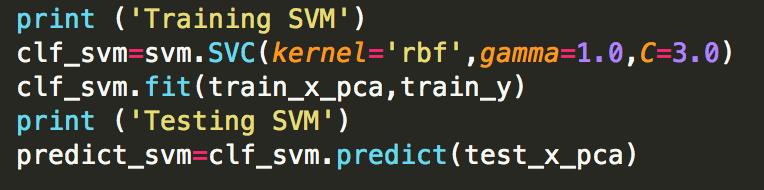 print ('Training SVM')
clf_svm=svm.SVC(kernel='rbf',gamma=1.0,C=3.0)
clf_svm.fit(train_x_pca,train_y)
print ('Testing SVM')
predict_svm=clf_svm.predict(test_x_pca)